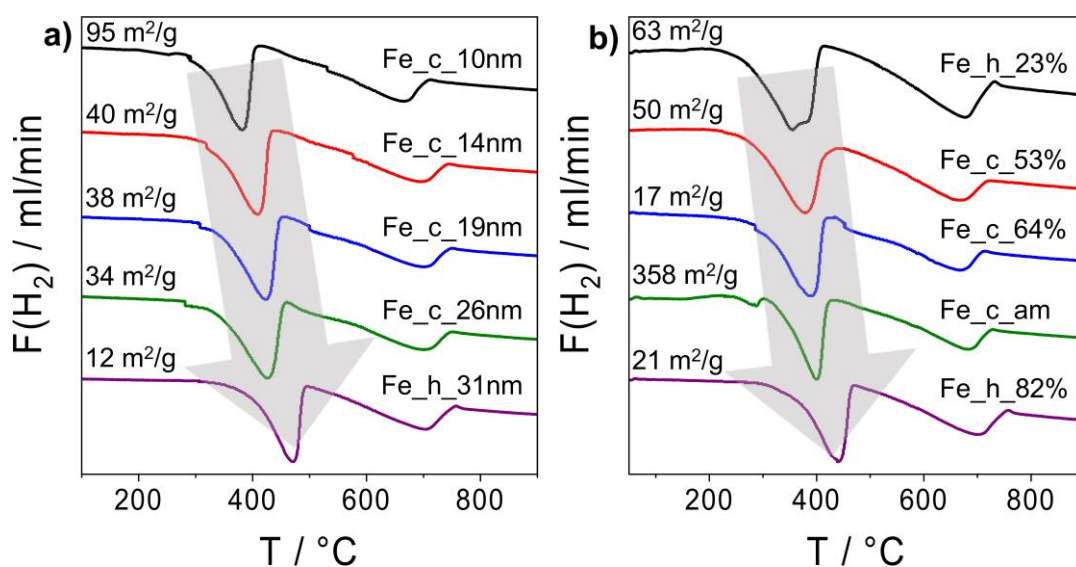 a)
95 m²/g
Fe_c_10nm
40 m²/g
Fe_c_14nm
38 m²/g
Fe_c_19nm
34 m²/g
Fe_c_26nm
12 m²/g
Fe_h_31nm
F(H₂) / ml/min
200 400 600 800
T / °C
b)
63 m²/g
Fe_h_23%
50 m²/g
Fe_c_53%
17 m²/g
Fe_c_64%
358 m²/g
Fe_c_am
21 m²/g
Fe_h_82%
F(H₂) / ml/min
200 400 600 800
T / °C